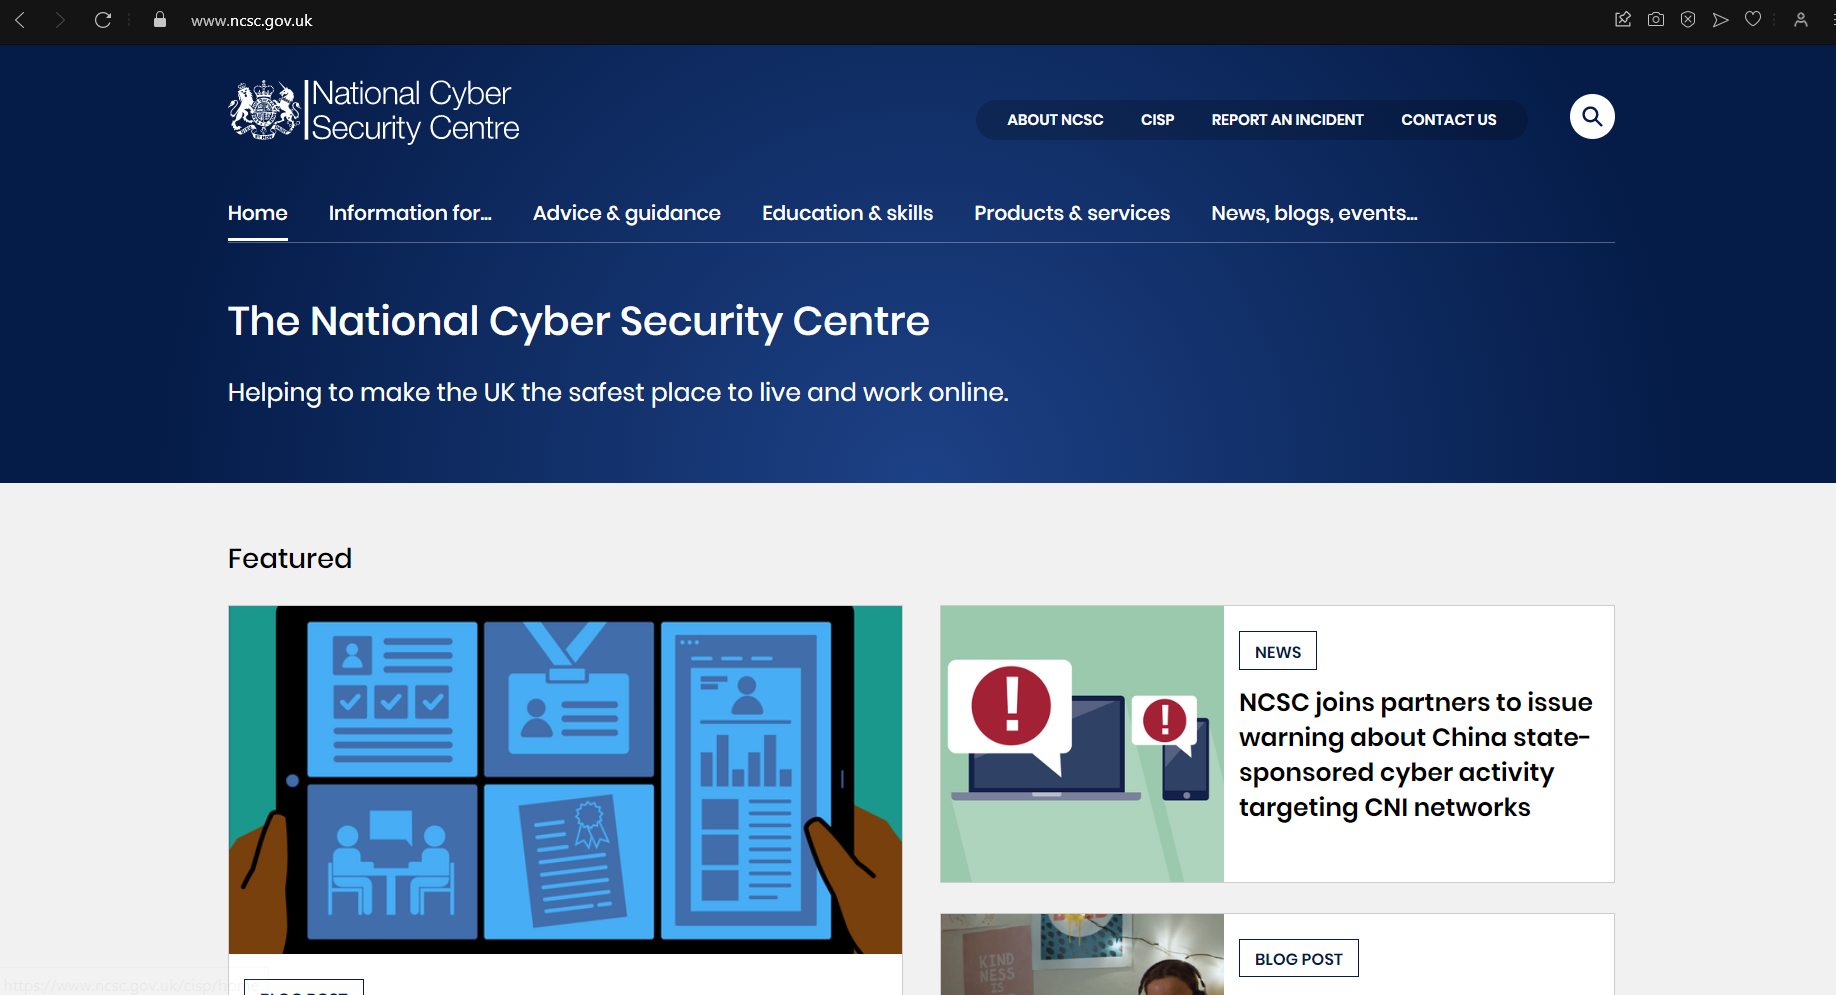 www.ncsc.gov.uk
National Cyber
Security Centre
ABOUT NCSC CISP REPORT AN INCIDENT CONTACT US
Home Information for... Advice & guidance Education & skills Products & services News, blogs, events...
The National Cyber Security Centre
Helping to make the UK the safest place to live and work online.
Featured
NEWS
NCSC joins partners to issue
warning about China state-
sponsored cyber activity
targeting CNI networks
KIND
NESS
IS
BLOG POST
BLOG POST
https://www.ncsc.gov.uk/cisp/home